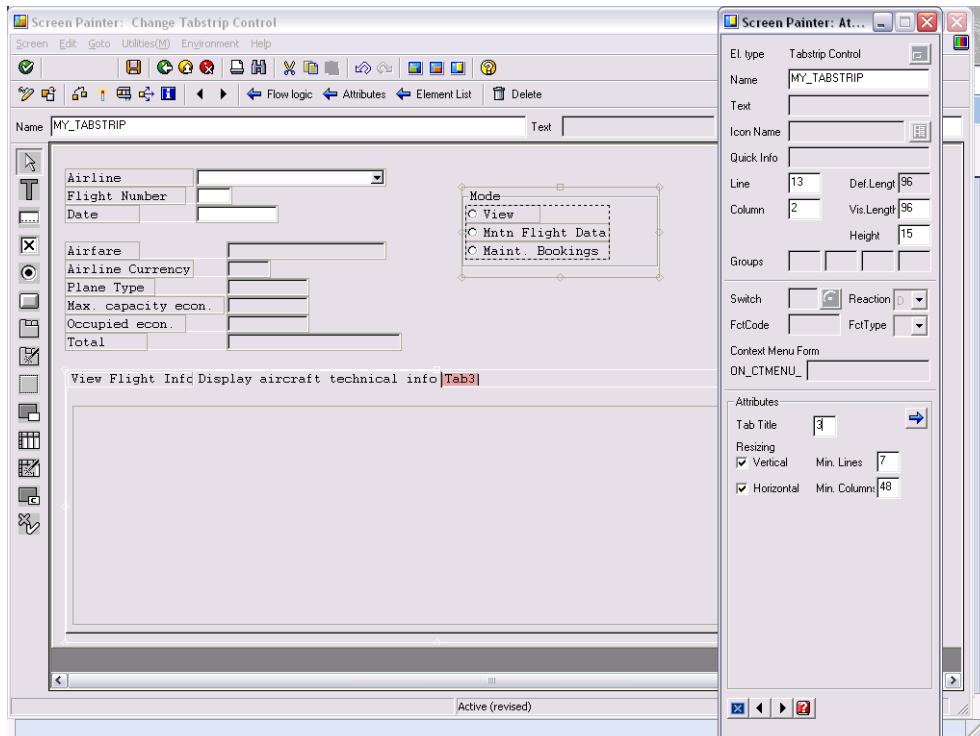 Screen Painter: Change Tabstrip Control
Screen Edit Goto Utilities(M) Environment Help
Flow logic Attributes Element List Delete
Name MY_TABSTRIP Text
Airline
Flight Number
Date
Airfare
Airline Currency
Plane Type
Max. capacity econ.
Occupied econ.
Total
Mode
View
Mntn Flight Data
Maint. Bookings
View Flight Info Display aircraft technical info Tab3
Active (revised)
Screen Painter: At...
El. type Tabstrip Control
Name MY_TABSTRIP
Text
Icon Name
Quick Info
Line 13 Def.Lengt 96
Column 2 Vis.Length 96
Height 15
Groups
Switch Reaction D
FctCode FctType
Context Menu Form
ON_CTMENU_
Attributes
Tab Title 3
Resizing
Vertical Min. Lines 7
Horizontal Min. Column: 48